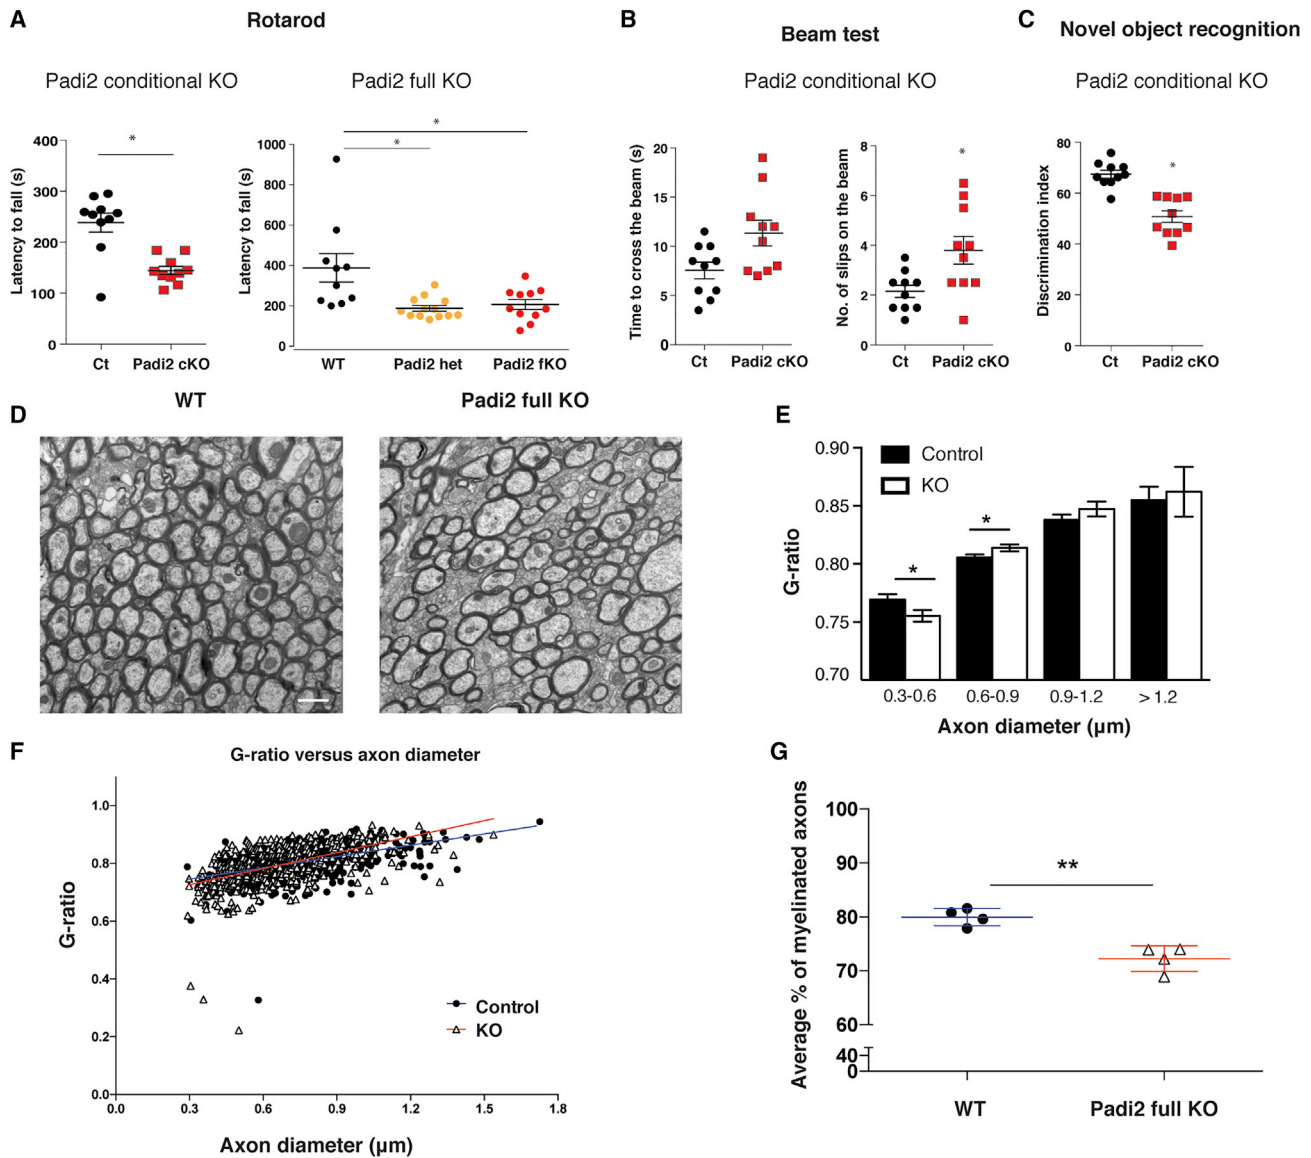 A
Rotarod
Padi2 conditional KO
Padi2 full KO
Latency to fall (s)
400
300
200
100
0
*
Ct
Padi2 cKO
Latency to fall (s)
1000
800
600
400
200
0
*
*
WT
Padi2 het
Padi2 fKO
B
Beam test
Padi2 conditional KO
Time to cross the beam (s)
20
15
10
5
0
Ct
Padi2 cKO
No. of slips on the beam
8
6
4
2
0
*
Ct
Padi2 cKO
C
Novel object recognition
Padi2 conditional KO
Discrimination index
80
60
40
20
0
*
Ct
Padi2 cKO
D
WT
Padi2 full KO
E
G-ratio
0.90
0.85
0.80
0.75
0.70
Control
KO
*
*
0.3-0.6
0.6-0.9
0.9-1.2
> 1.2
Axon diameter (µm)
F
G-ratio versus axon diameter
G-ratio
1.0
0.8
0.6
0.4
0.2
0.0
Control
KO
0.0
0.3
0.6
0.9
1.2
1.5
1.8
Axon diameter (µm)
G
Average % of myelinated axons
100
90
80
70
60
40
0
**
WT
Padi2 full KO